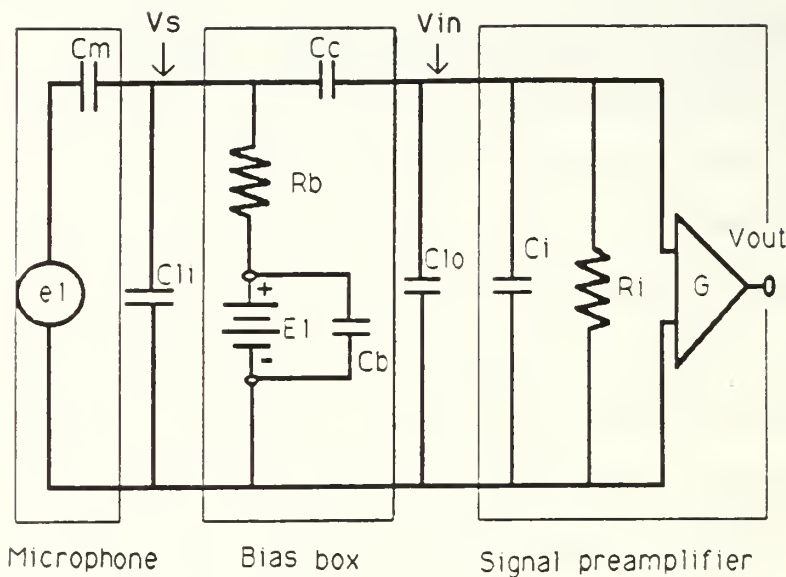 Vs
Vin
Cm
Cc
Rb
Vout
e1
Cli
+
E1
-
Cb
Clo
Ci
Ri
G
Microphone
Bias box
Signal preamplifier